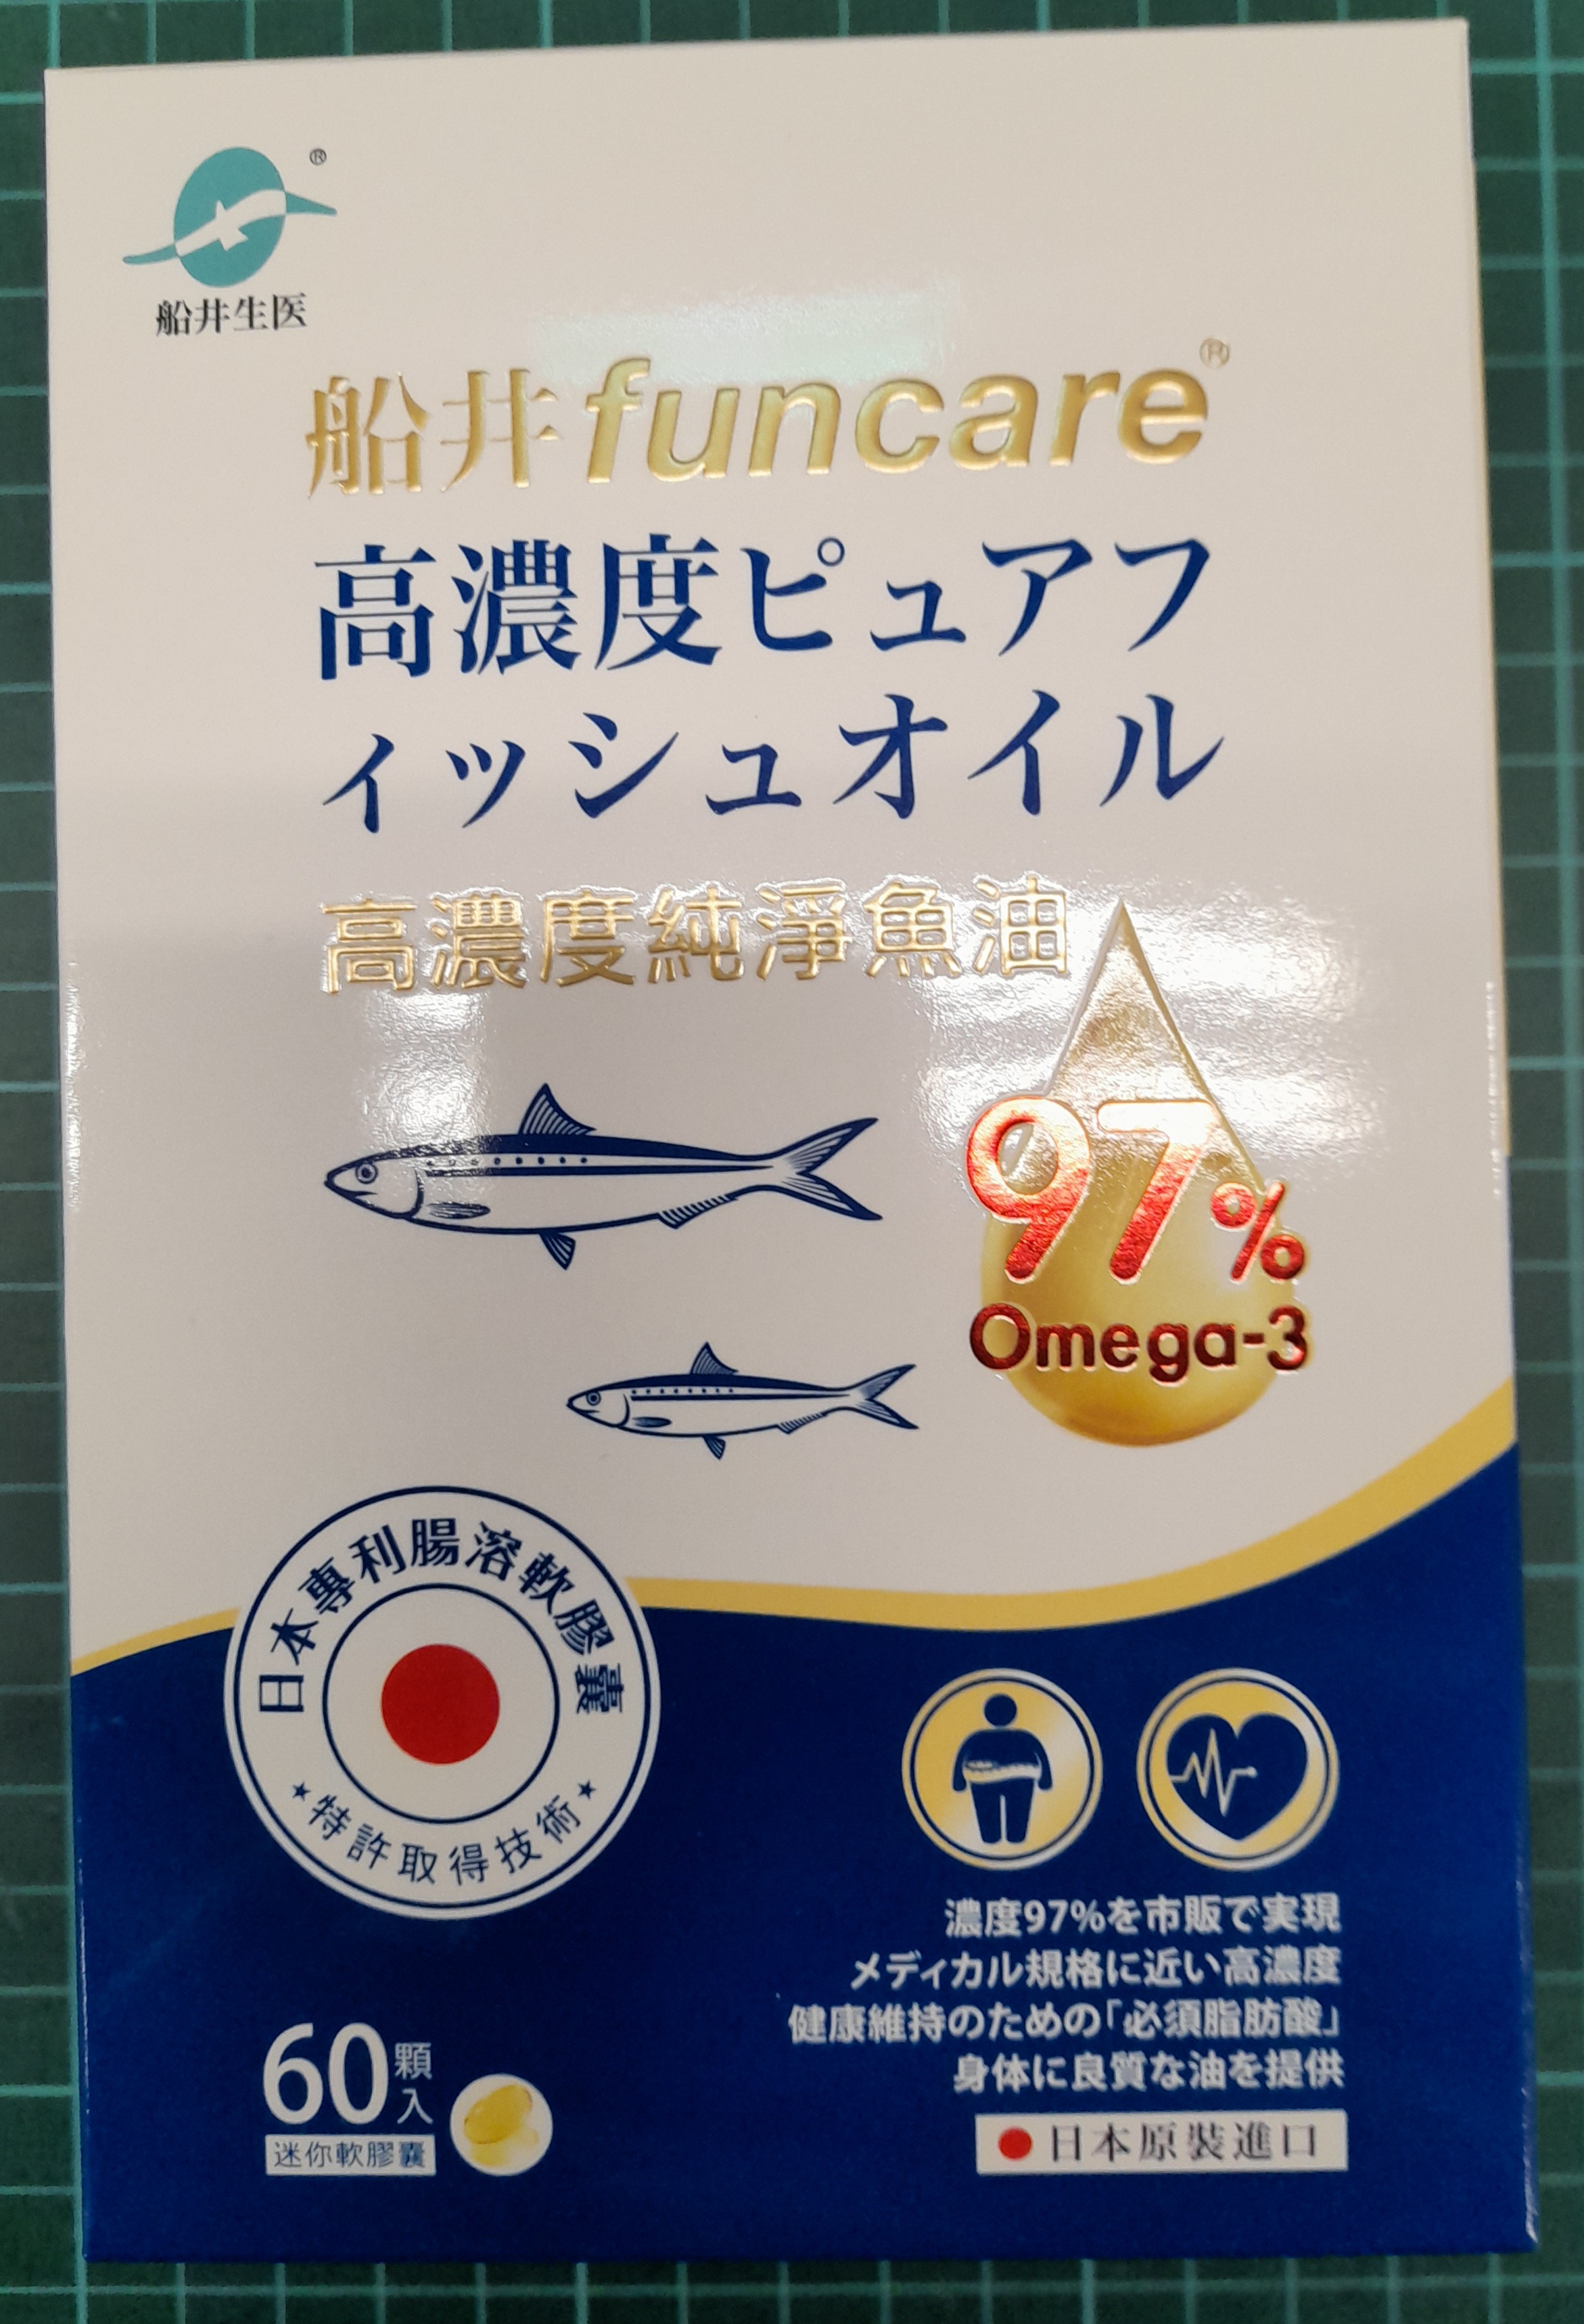 ®
船井生医
船井funcare®
高濃度ピュアフ
ィッシュオイル
高濃度純淨魚油
97%
Omega-3
日本專利腸溶軟膠囊
★特許取得技術★
濃度97%を市販で実現
メディカル規格に近い高濃度
健康維持のための「必須脂肪酸」
身体に良質な油を提供
60顆入
迷你軟膠囊
日本原裝進口